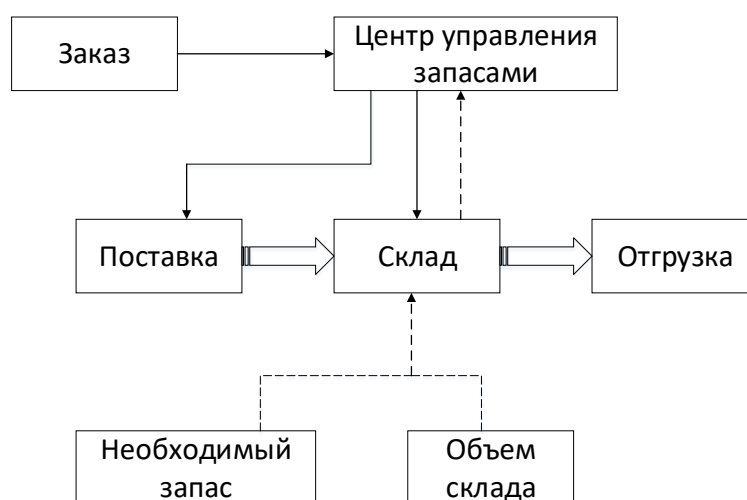 Заказ
Центр управления
запасами
Поставка
Склад
Отгрузка
Необходимый
запас
Объем
склада